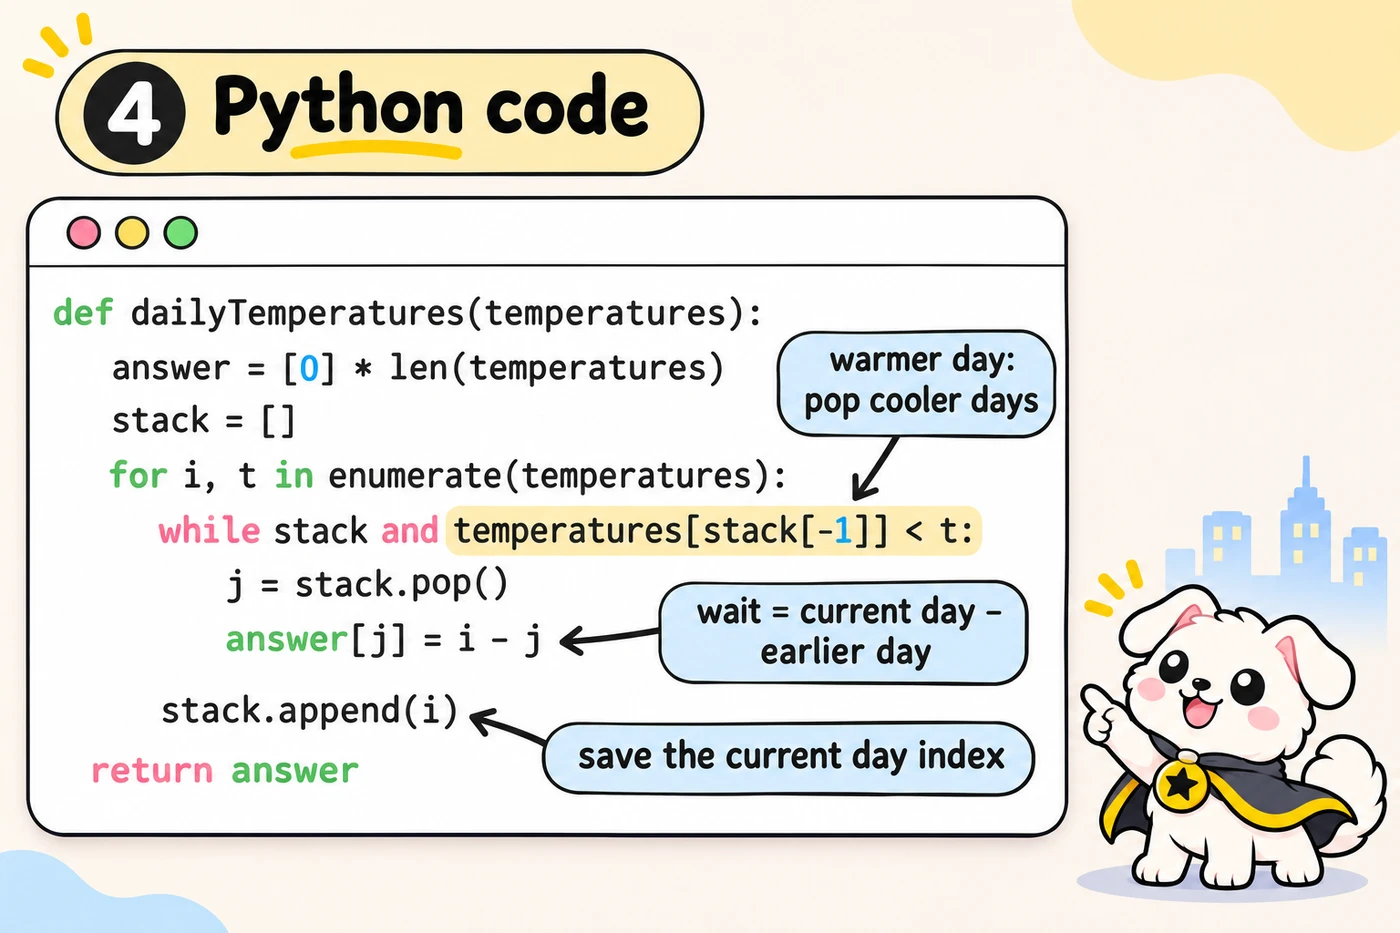 4 Python code
def dailyTemperatures(temperatures):
answer = [0] * len(temperatures)
stack = []
for i, t in enumerate(temperatures):
while stack and temperatures[stack[-1]] < t:
j = stack.pop()
answer[j] = i - j
stack.append(i)
return answer
warmer day:
pop cooler days
wait = current day –
earlier day
save the current day index